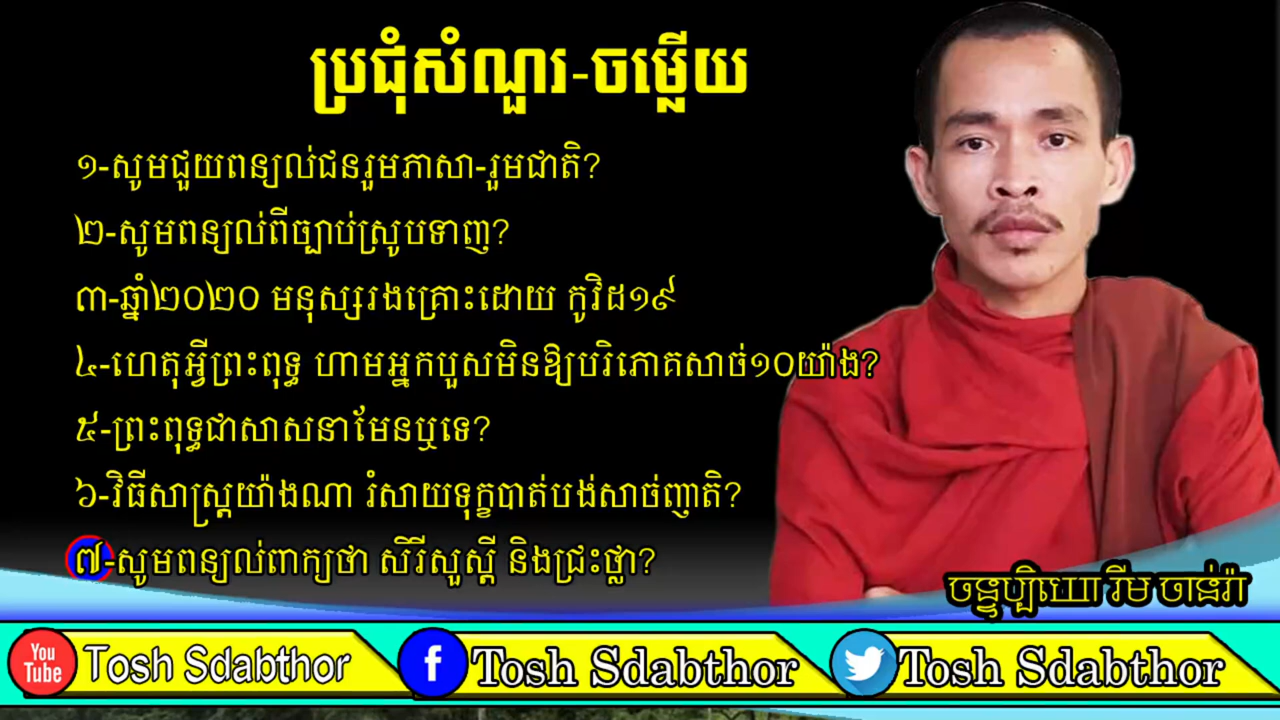 ប្រជុំសំណួរ-ចម្លើយ
១-សូមជួយពន្យល់ជនរួមភាសា-រួមជាតិ?
២-សូមពន្យល់ពីច្បាប់ស្រូបទាញ?
៣-ឆ្នាំ២០២០ មនុស្សរងគ្រោះដោយ កូវិដ១៩
៤-ហេតុអ្វីព្រះពុទ្ធ ហាមអ្នកបួសមិនឱ្យបរិភោគសាច់១០យ៉ាង?
៥-ព្រះពុទ្ធជាសាសនាមែនឬទេ?
៦-វិធីសាស្ត្រយ៉ាងណា រំសាយទុក្ខបាត់បង់សាច់ញាតិ?
៧-សូមពន្យល់ពាក្យថា សិរីសួស្តី និងជ្រះថ្លា?
ចន្ទប្បិយោ រឹម ចាន់រ៉ា
You Tube Tosh Sdabthor f Tosh Sdabthor Tosh Sdabthor